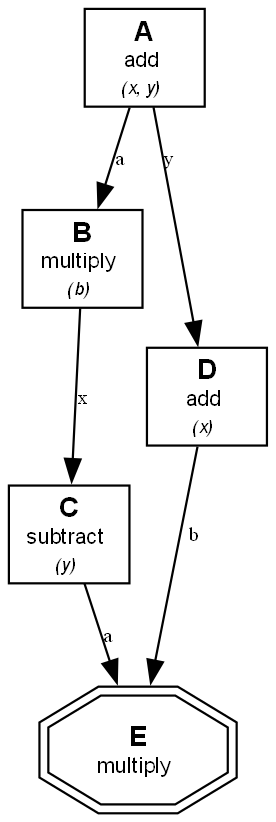 A
add
(x, y)
a
y
B
multiply
(b)
D
add
(x)
x
C
subtract
(y)
b
a
E
multiply